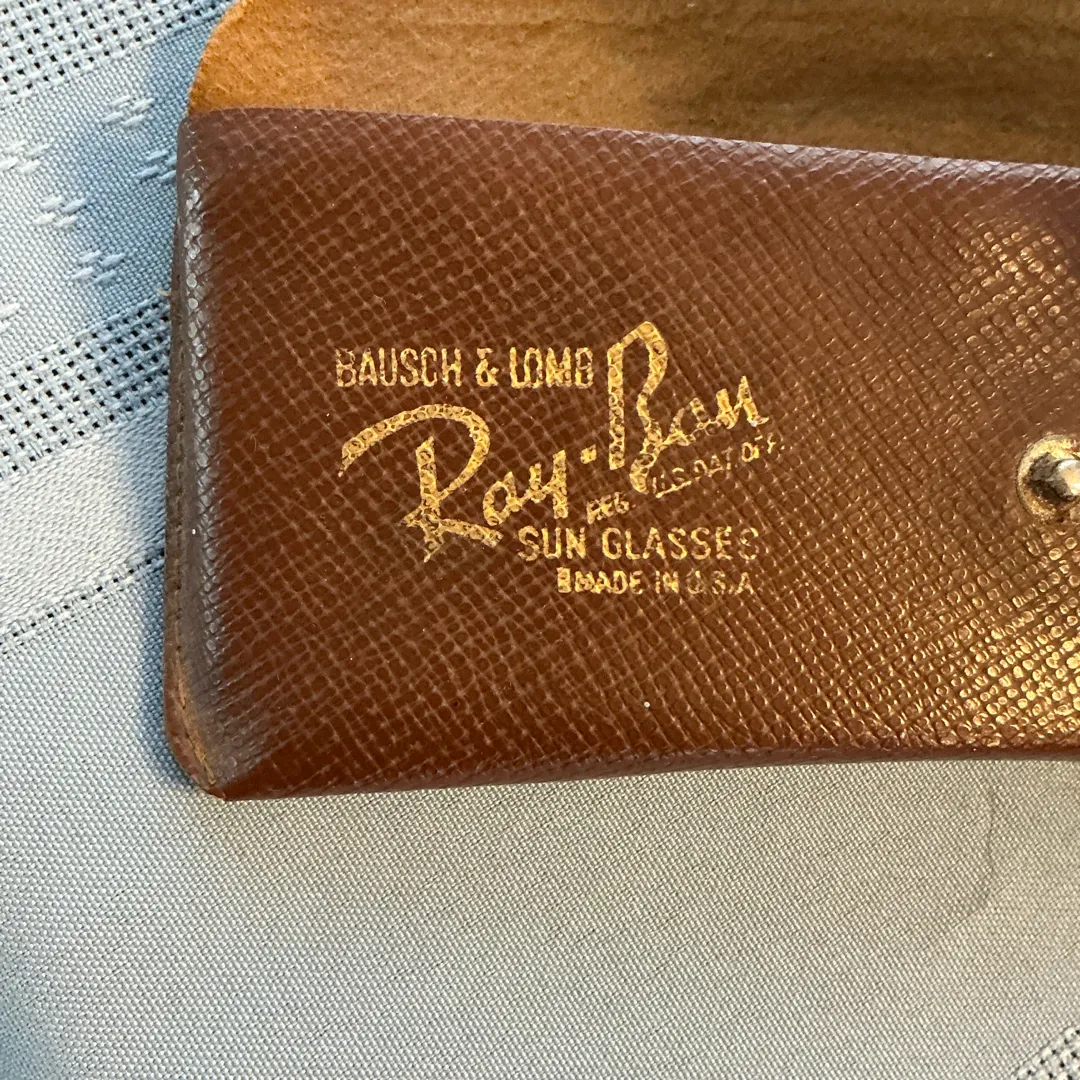 BAUSCH & LOMB
Ray-Ban
REG U.S. PAT. OFF.
SUN GLASSES
MADE IN U.S.A.